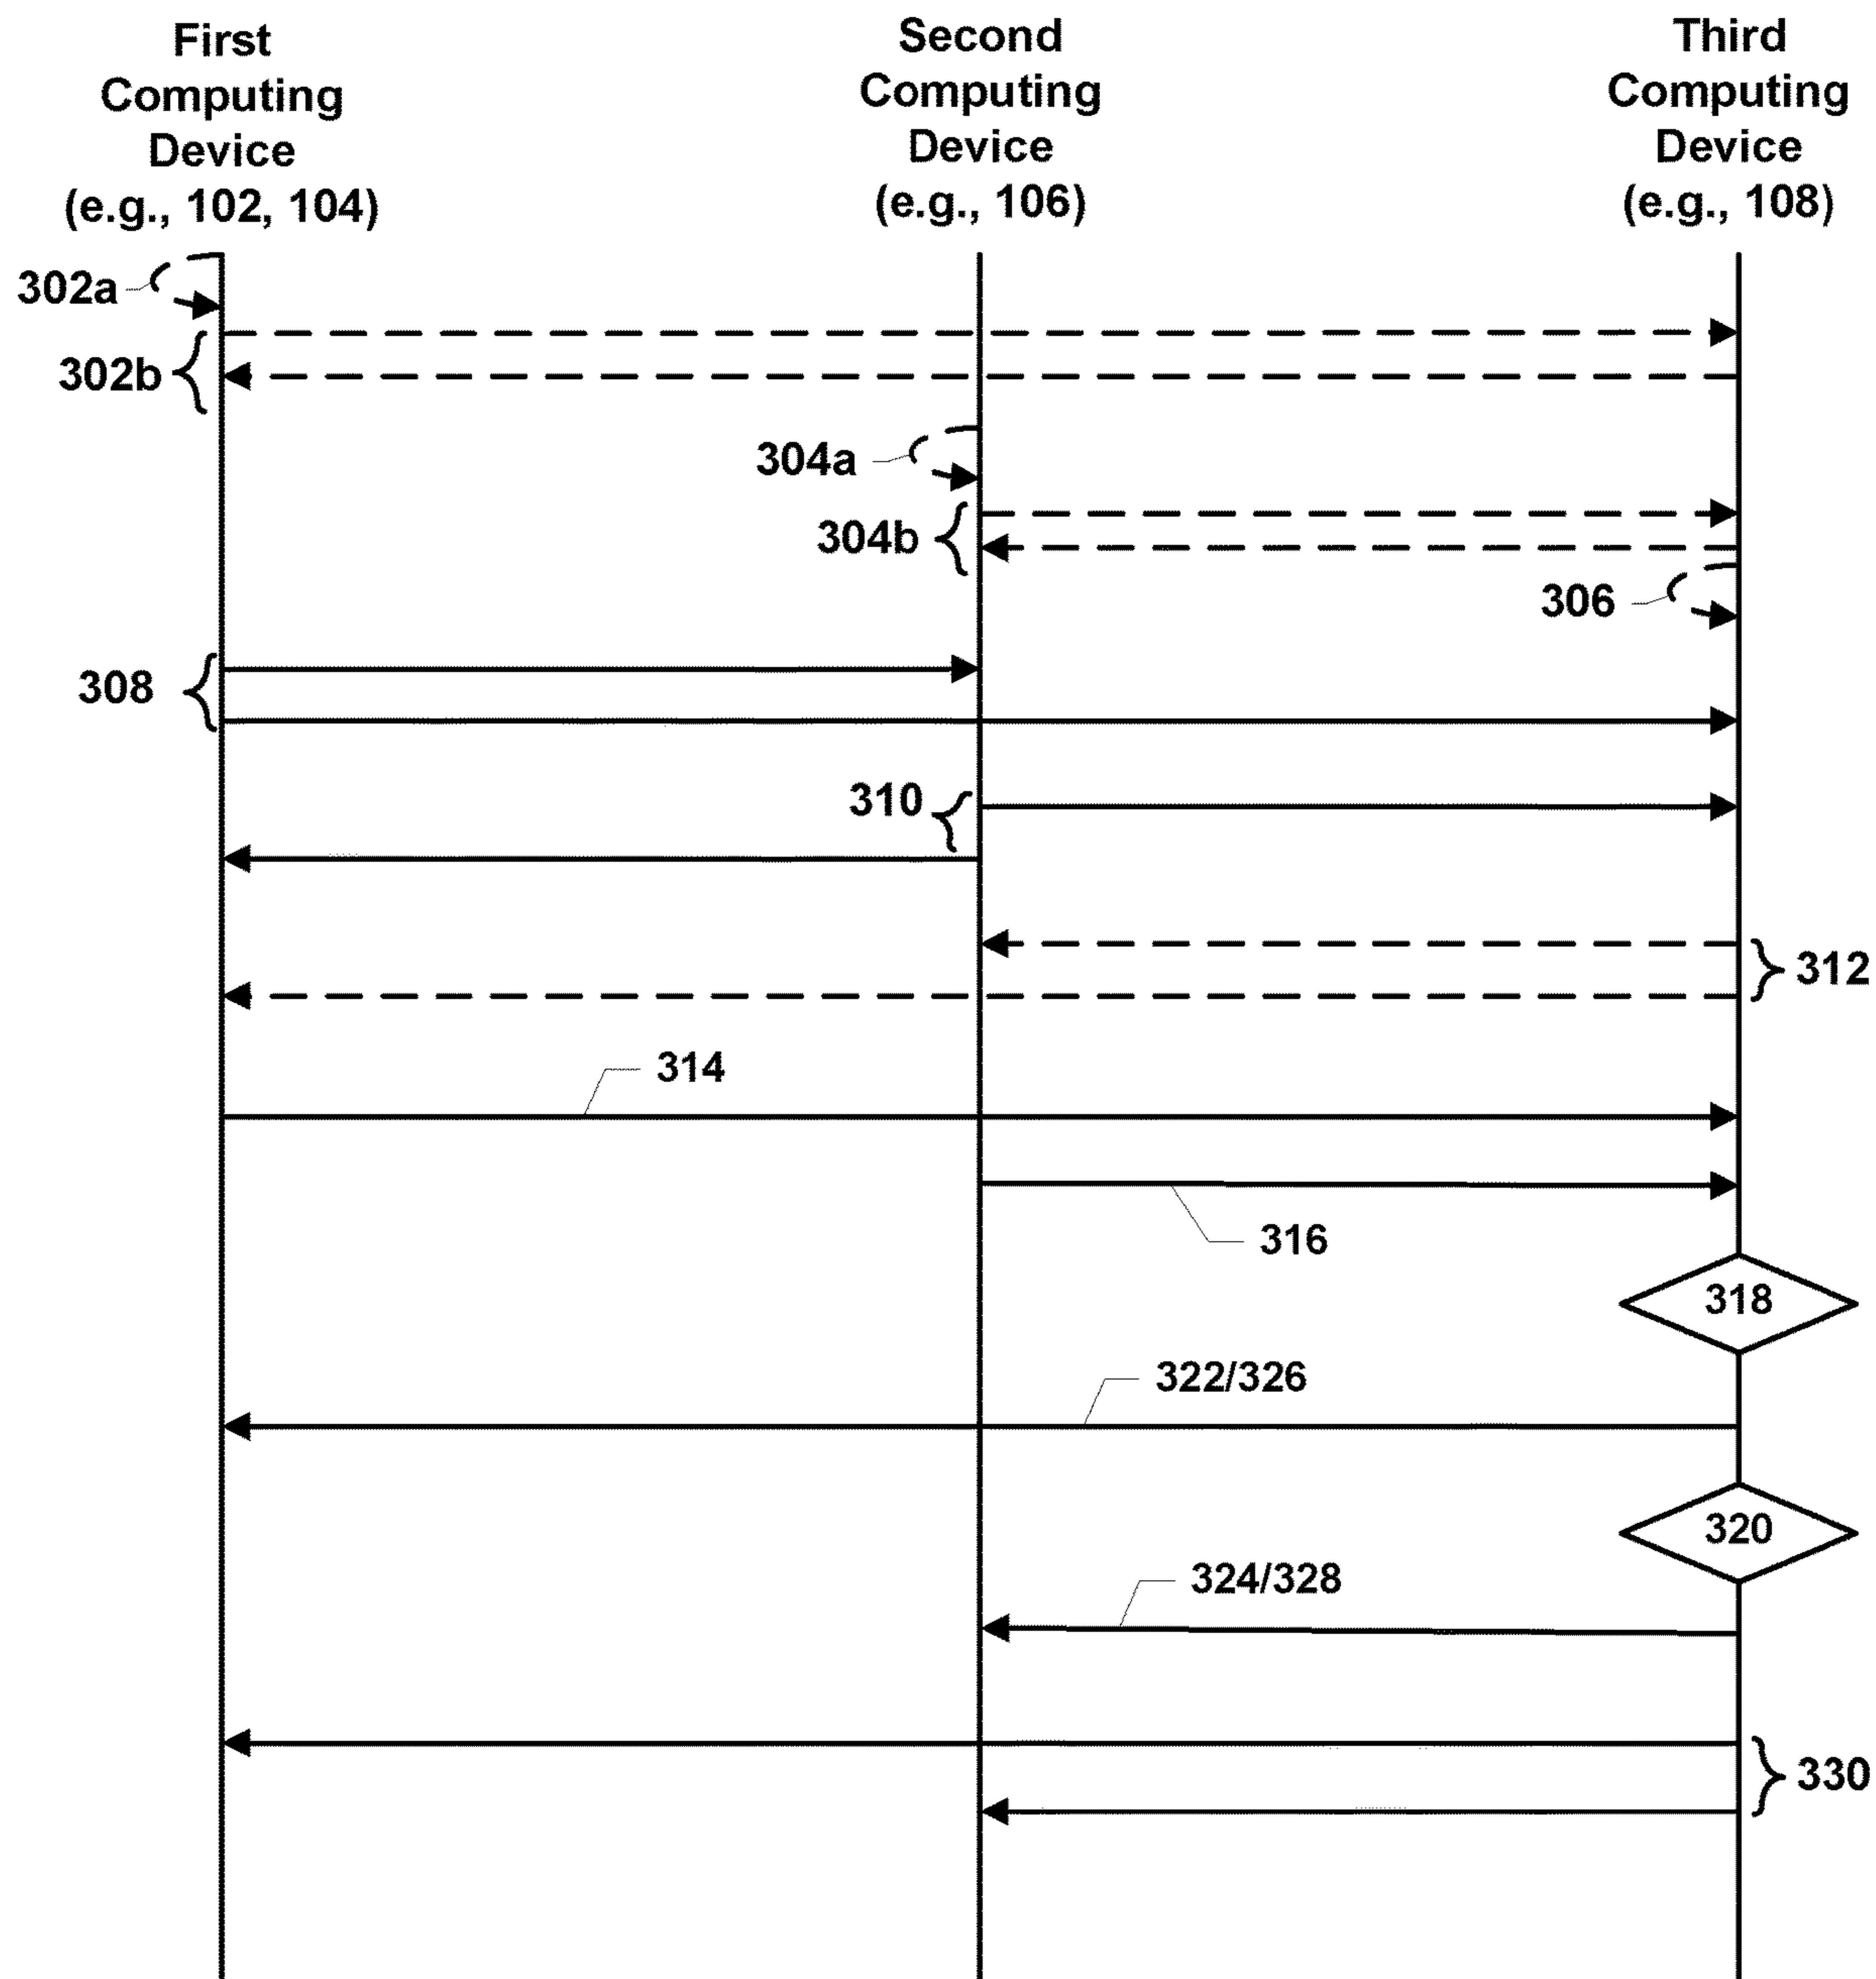 First
Computing
Device
(e.g., 102, 104)
Second
Computing
Device
(e.g., 106)
Third
Computing
Device
(e.g., 108)
302a
302b
304a
304b
306
308
310
312
314
316
318
322/326
320
324/328
330